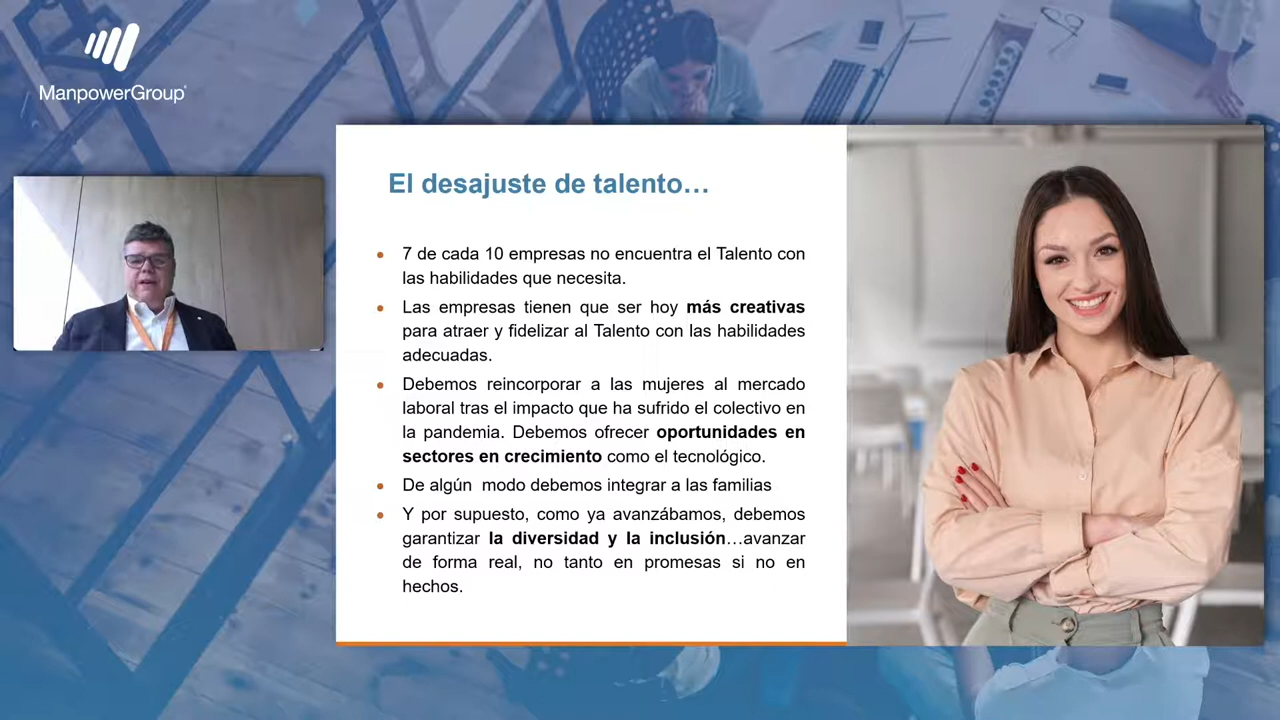 ManpowerGroup
El desajuste de talento…
7 de cada 10 empresas no encuentra el Talento con
las habilidades que necesita.
Las empresas tienen que ser hoy más creativas
para atraer y fidelizar al Talento con las habilidades
adecuadas.
Debemos reincorporar a las mujeres al mercado
laboral tras el impacto que ha sufrido el colectivo en
la pandemia. Debemos ofrecer oportunidades en
sectores en crecimiento como el tecnológico.
De algún  modo debemos integrar a las familias
Y por supuesto, como ya avanzábamos, debemos
garantizar la diversidad y la inclusión…avanzar
de forma real, no tanto en promesas si no en
hechos.